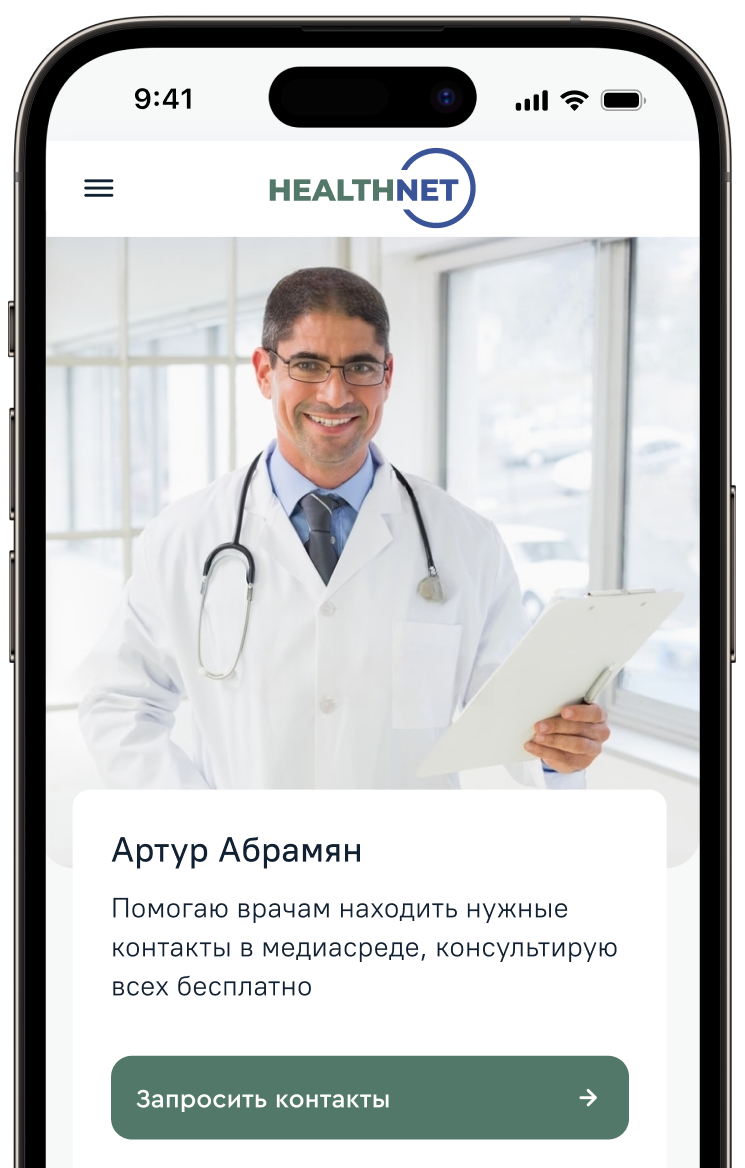 9:41
HEALTHNET
Артур Абрамян
Помогаю врачам находить нужные
контакты в медиасреде, консультирую
всех бесплатно
Запросить контакты